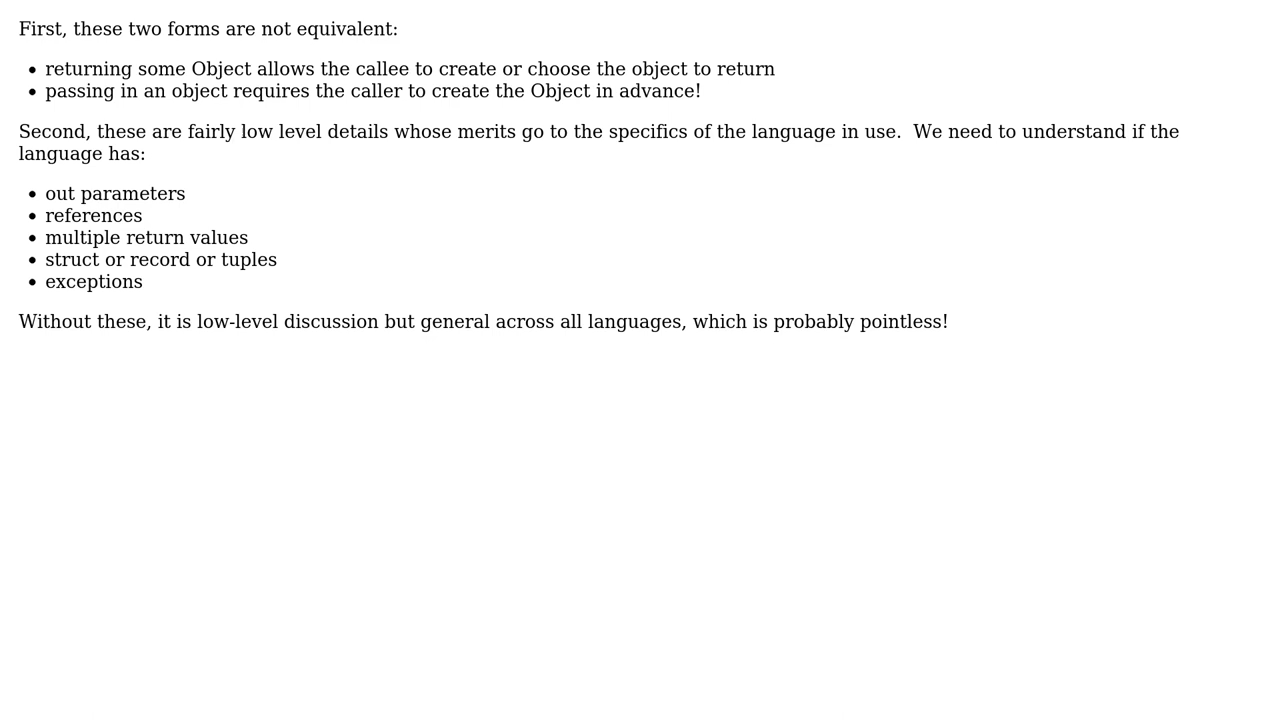 First, these two forms are not equivalent:
• returning some Object allows the callee to create or choose the object to return
• passing in an object requires the caller to create the Object in advance!
Second, these are fairly low level details whose merits go to the specifics of the language in use.  We need to understand if the
language has:
• out parameters
• references
• multiple return values
• struct or record or tuples
• exceptions
Without these, it is low-level discussion but general across all languages, which is probably pointless!